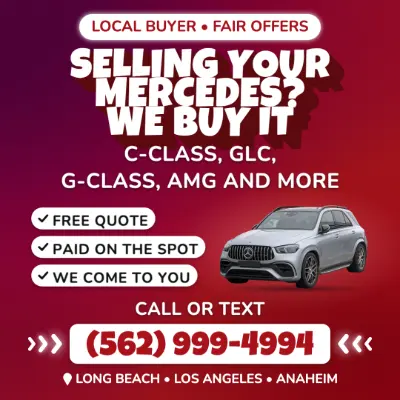 LOCAL BUYER • FAIR OFFERS
SELLING YOUR
MERCEDES?
WE BUY IT
C-CLASS, GLC,
G-CLASS, AMG AND MORE
FREE QUOTE
PAID ON THE SPOT
WE COME TO YOU
CALL OR TEXT
(562) 999-4994
LONG BEACH • LOS ANGELES • ANAHEIM